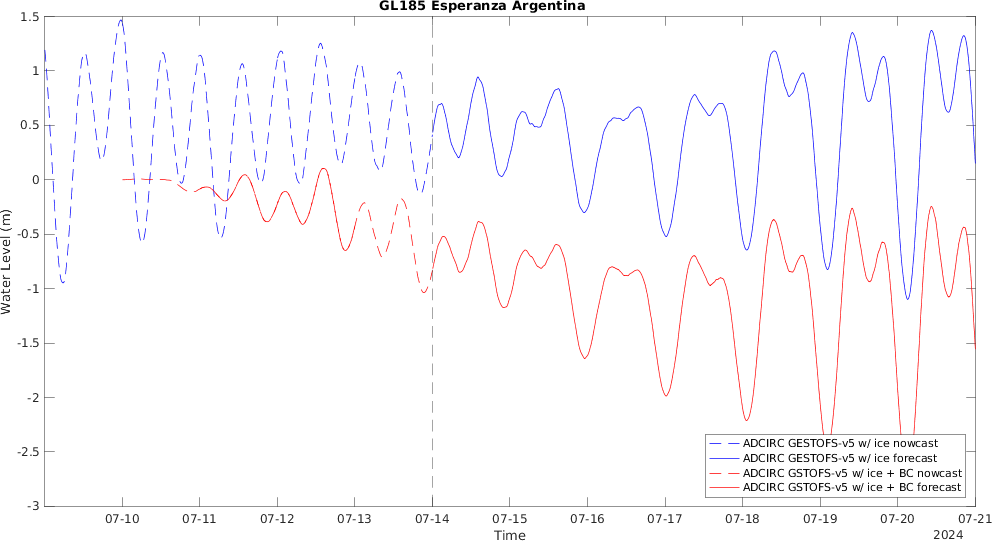 GL185 Esperanza Argentina
Water Level (m)
1.5
1
0.5
0
-0.5
-1
-1.5
-2
-2.5
-3
ADCIRC GESTOFS-v5 w/ ice nowcast
ADCIRC GESTOFS-v5 w/ ice forecast
ADCIRC GSTOFS-v5 w/ ice + BC nowcast
ADCIRC GSTOFS-v5 w/ ice + BC forecast
07-10 07-11 07-12 07-13 07-14 07-15 07-16 07-17 07-18 07-19 07-20 07-21
Time
2024